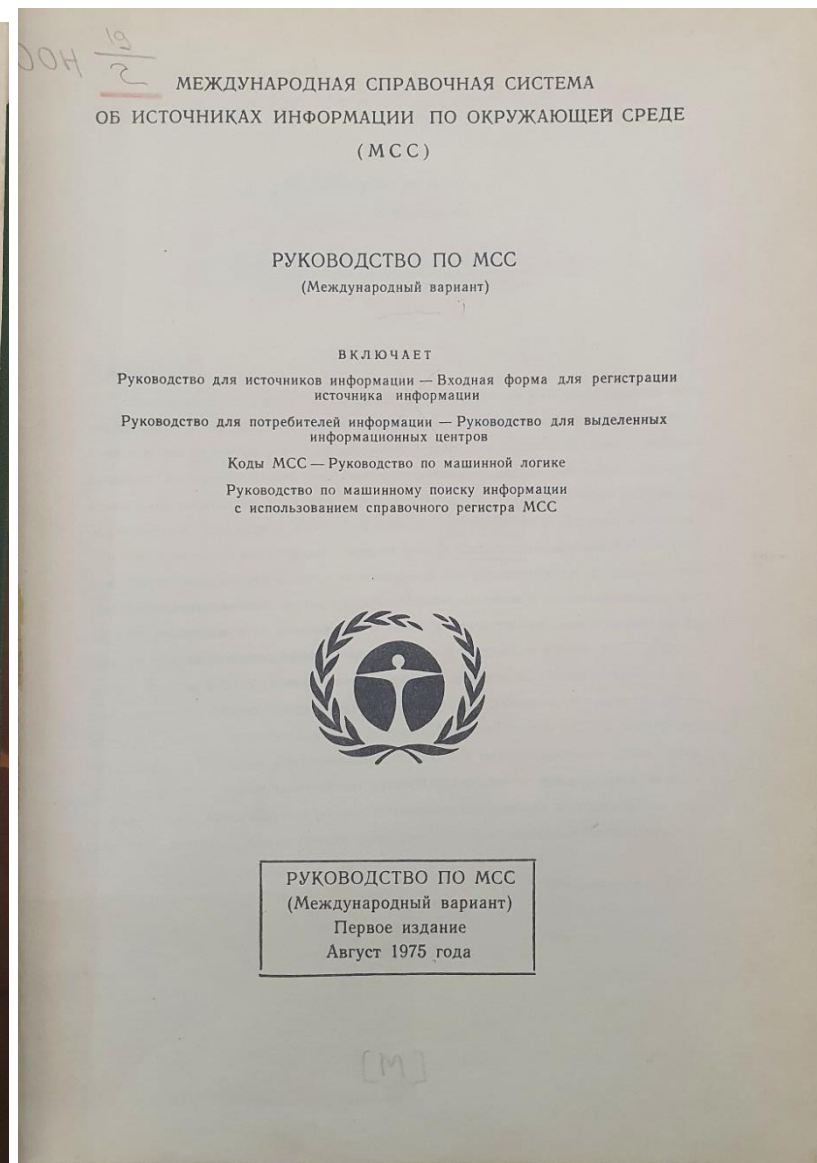 ООН 19
5
МЕЖДУНАРОДНАЯ СПРАВОЧНАЯ СИСТЕМА
ОБ ИСТОЧНИКАХ ИНФОРМАЦИИ ПО ОКРУЖАЮЩЕЙ СРЕДЕ
(МСС)
РУКОВОДСТВО ПО МСС
(Международный вариант)
ВКЛЮЧАЕТ
Руководство для источников информации — Входная форма для регистрации
источника информации
Руководство для потребителей информации — Руководство для выделенных
информационных центров
Коды МСС — Руководство по машинной логике
Руководство по машинному поиску информации
с использованием справочного регистра МСС
РУКОВОДСТВО ПО МСС
(Международный вариант)
Первое издание
Август 1975 года
[М]